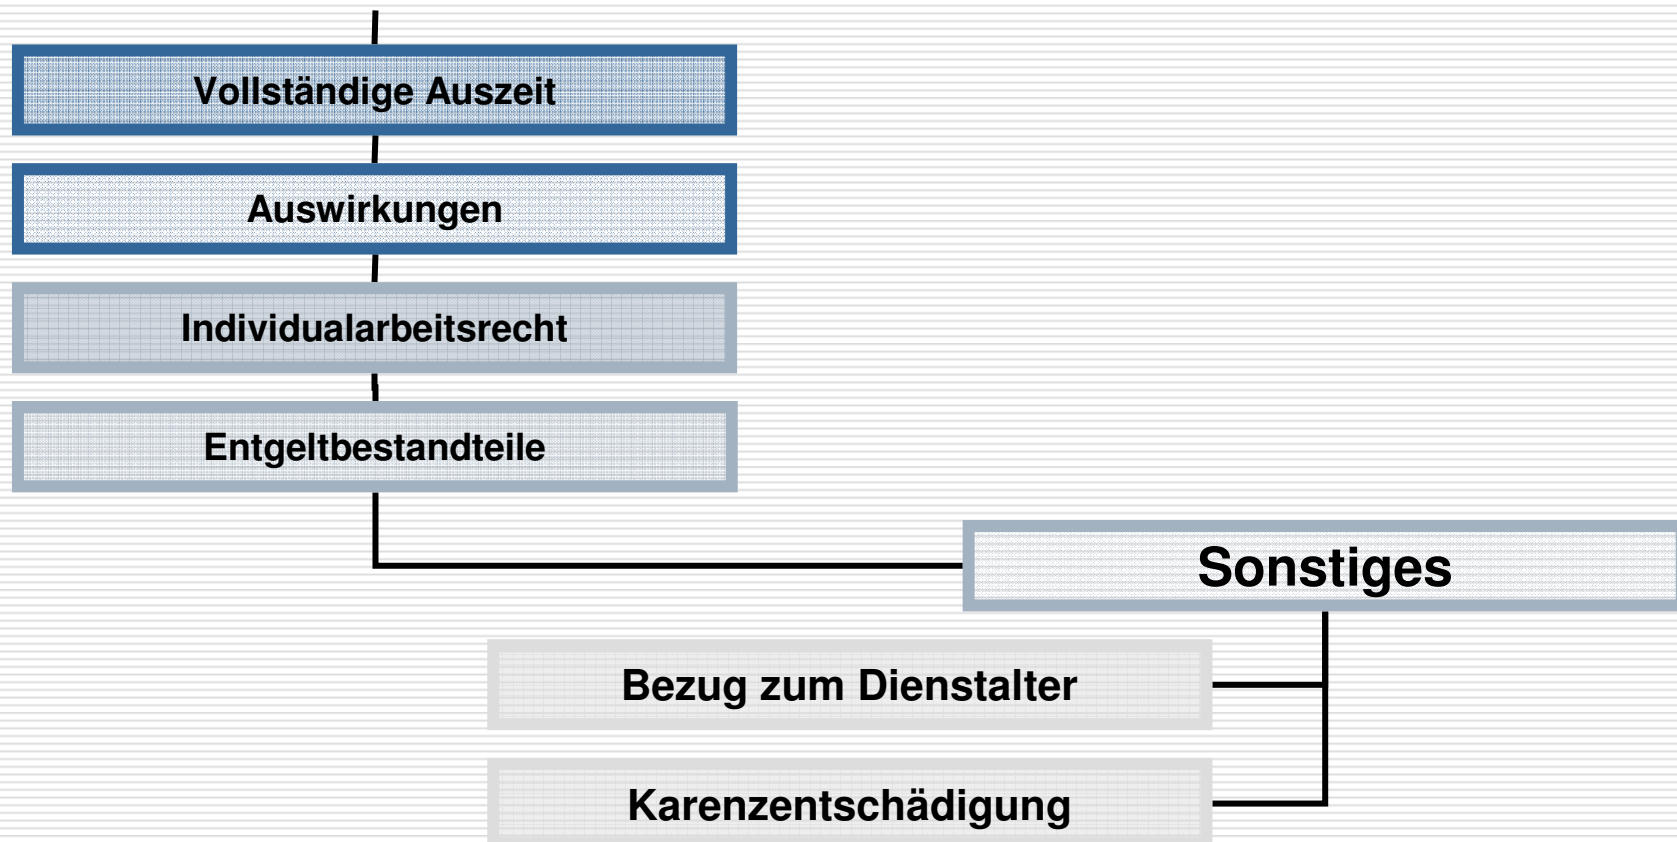 Vollständige Auszeit
Auswirkungen
Individualarbeitsrecht
Entgeltbestandteile
Sonstiges
Bezug zum Dienstalter
Karenzentschädigung